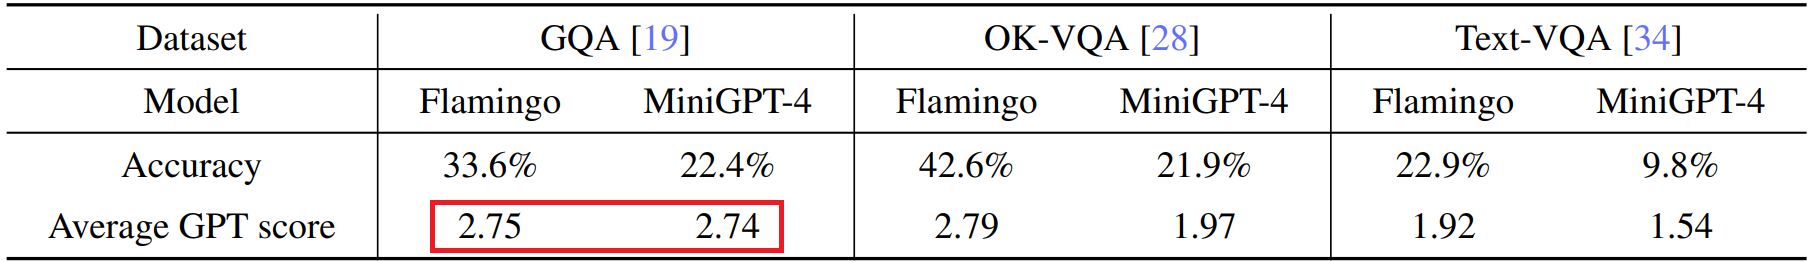 Dataset GQA [19] OK-VQA [28] Text-VQA [34]
Model Flamingo MiniGPT-4 Flamingo MiniGPT-4 Flamingo MiniGPT-4
Accuracy 33.6% 22.4% 42.6% 21.9% 22.9% 9.8%
Average GPT score 2.75 2.74 2.79 1.97 1.92 1.54